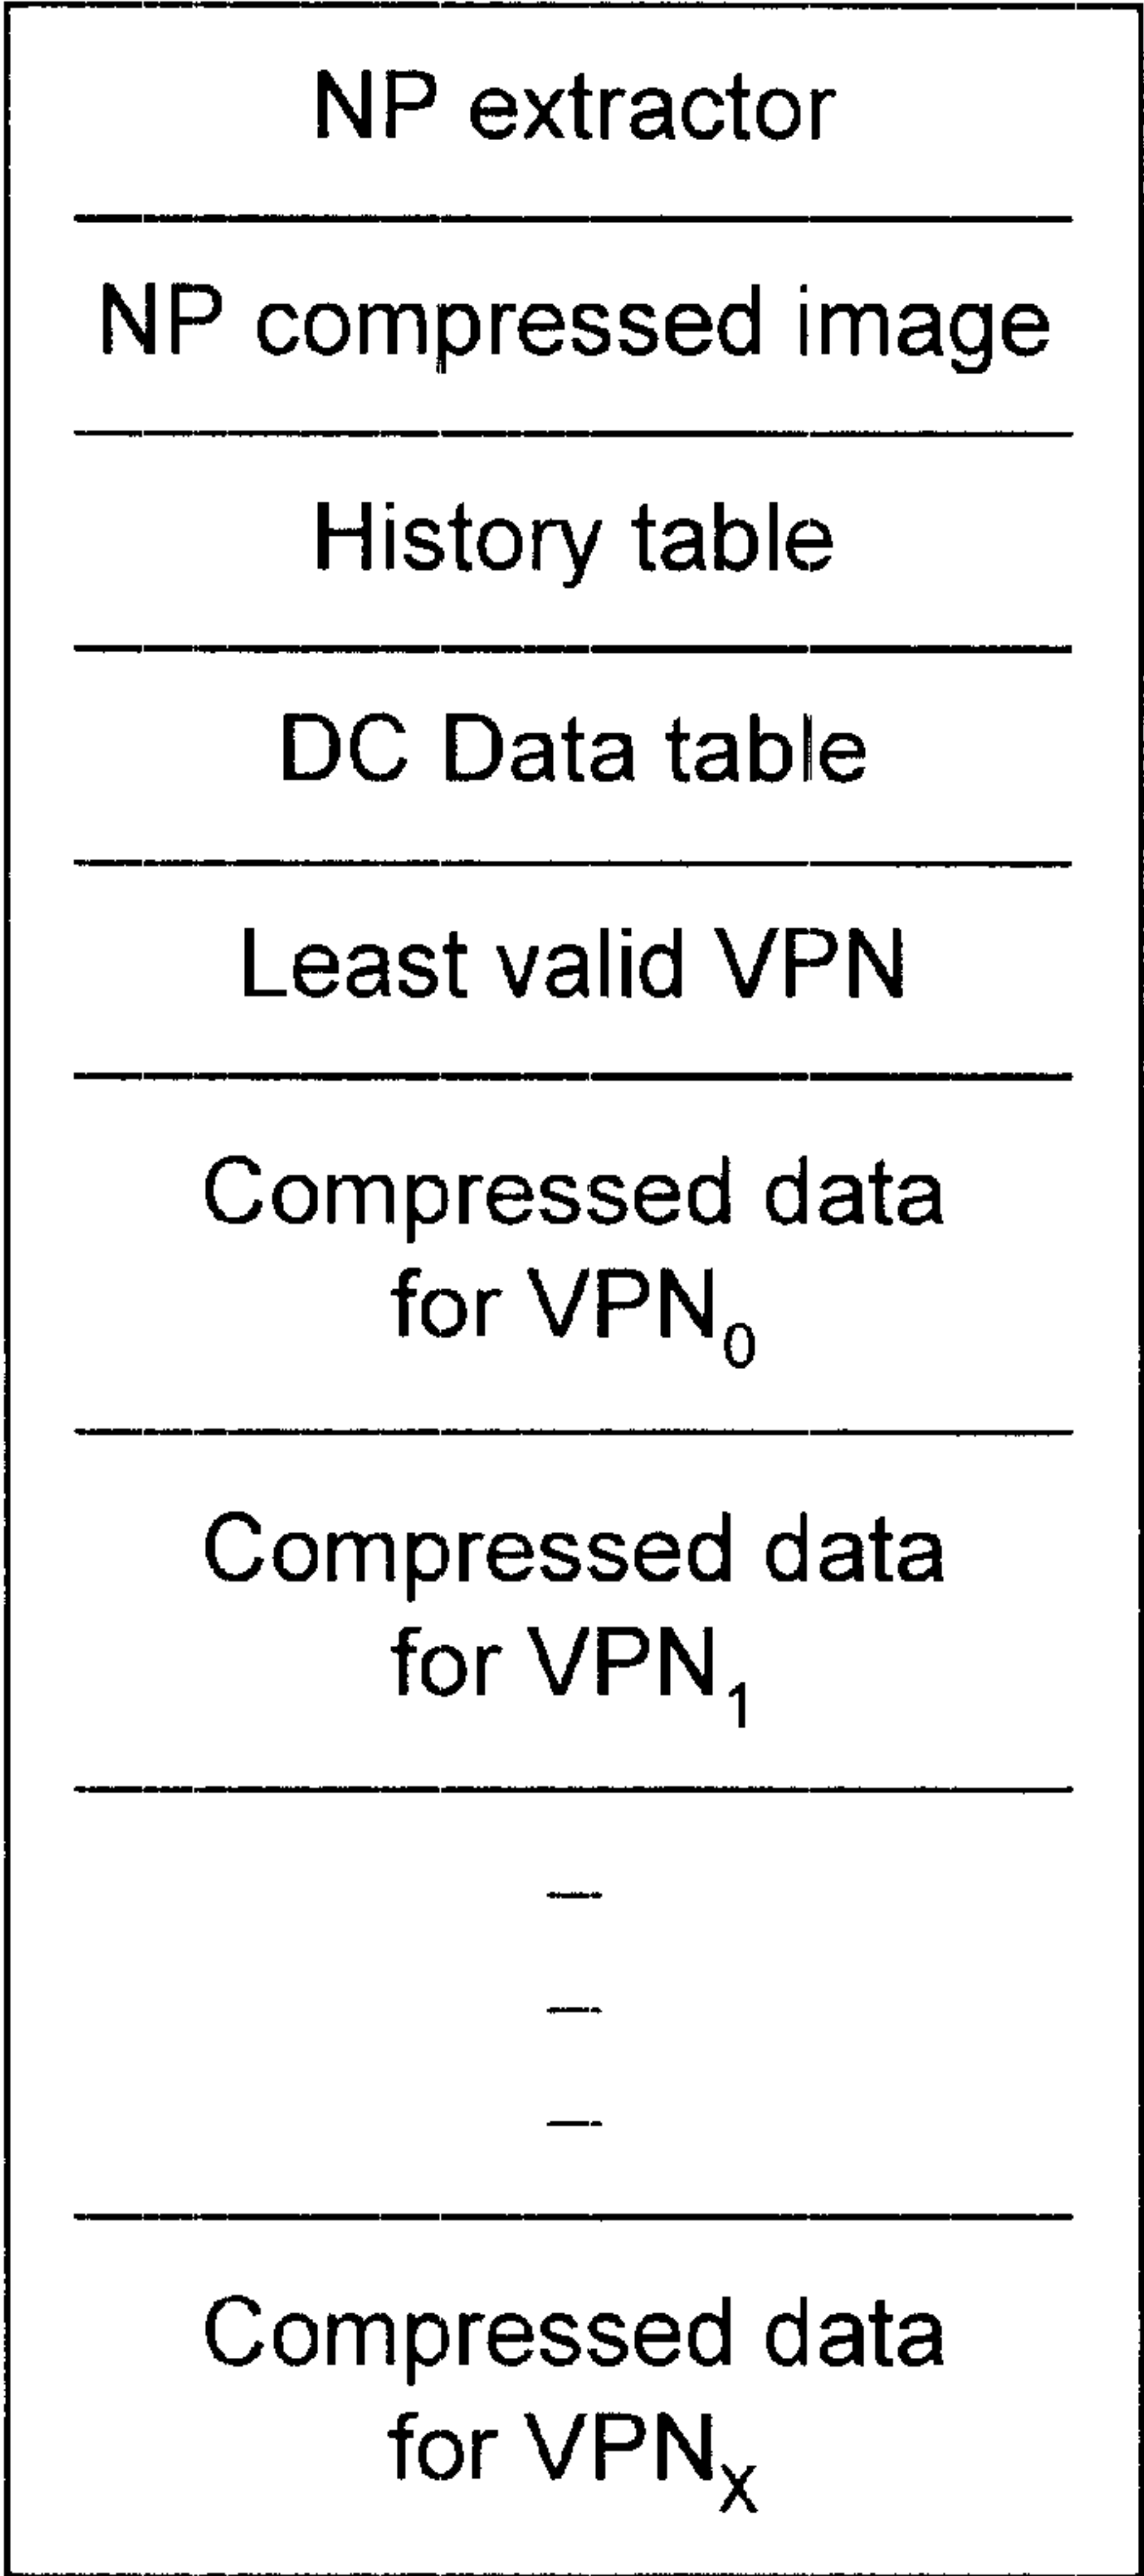 NP extractor
NP compressed image
History table
DC Data table
Least valid VPN
Compressed data
for VPN₀
Compressed data
for VPN₁
–
–
–
Compressed data
for VPNₓ